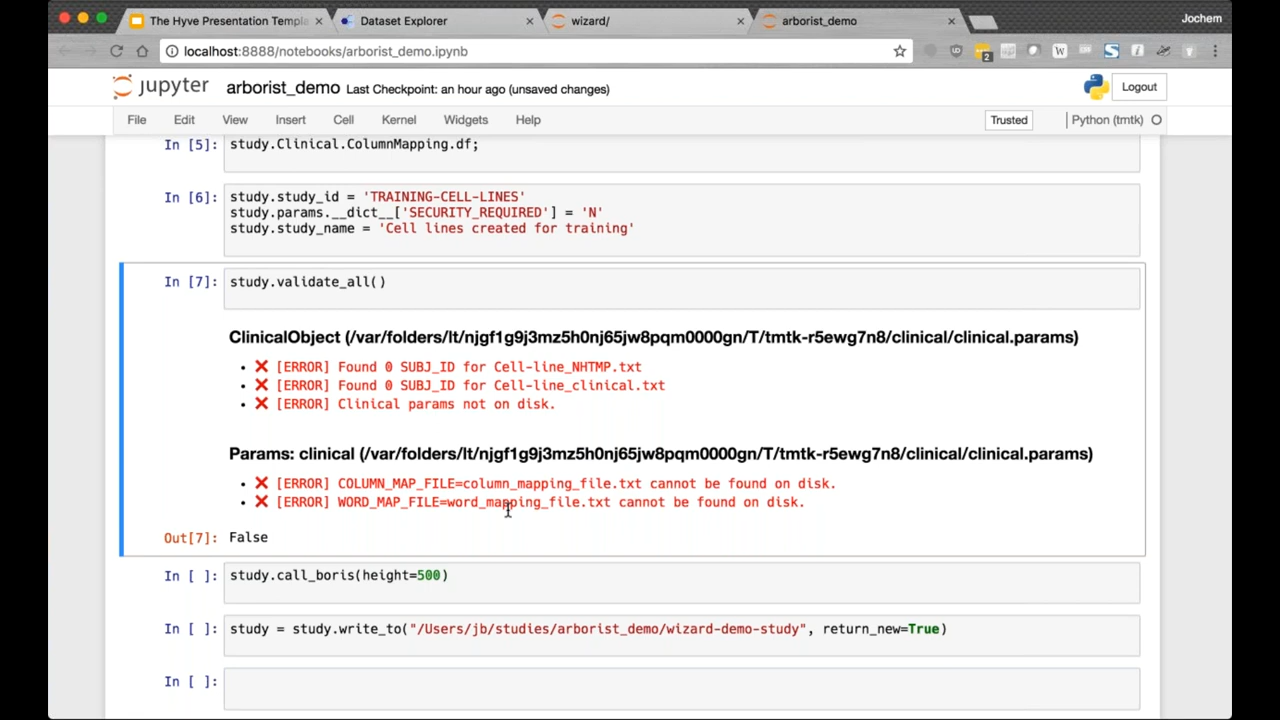 The Hyve Presentation Templa
Dataset Explorer
wizard/
arborist_demo
Jochem
localhost:8888/notebooks/arborist_demo.ipynb
2
jupyter arborist_demo Last Checkpoint: an hour ago (unsaved changes)
Logout
File Edit View Insert Cell Kernel Widgets Help
Trusted
Python (tmtk)
In [5]: study.Clinical.ColumnMapping.df;
In [6]: study.study_id = 'TRAINING-CELL-LINES'
study.params.__dict__['SECURITY_REQUIRED'] = 'N'
study.study_name = 'Cell lines created for training'
In [7]: study.validate_all()
ClinicalObject (/var/folders/lt/njgf1g9j3mz5h0nj65jw8pqm0000gn/T/tmtk-r5ewg7n8/clinical/clinical.params)
• ❌ [ERROR] Found 0 SUBJ_ID for Cell-line_NHTMP.txt
• ❌ [ERROR] Found 0 SUBJ_ID for Cell-line_clinical.txt
• ❌ [ERROR] Clinical params not on disk.
Params: clinical (/var/folders/lt/njgf1g9j3mz5h0nj65jw8pqm0000gn/T/tmtk-r5ewg7n8/clinical/clinical.params)
• ❌ [ERROR] COLUMN_MAP_FILE=column_mapping_file.txt cannot be found on disk.
• ❌ [ERROR] WORD_MAP_FILE=word_mapping_file.txt cannot be found on disk.
Out[7]: False
In [ ]: study.call_boris(height=500)
In [ ]: study = study.write_to("/Users/jb/studies/arborist_demo/wizard-demo-study", return_new=True)
In [ ]: